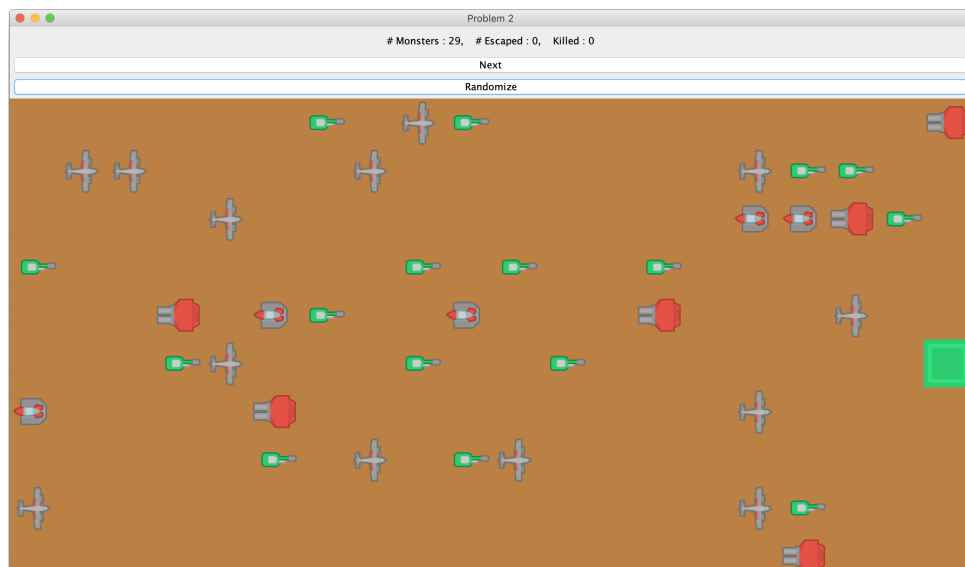 Problem 2
# Monsters : 29,   # Escaped : 0,   Killed : 0
Next
Randomize